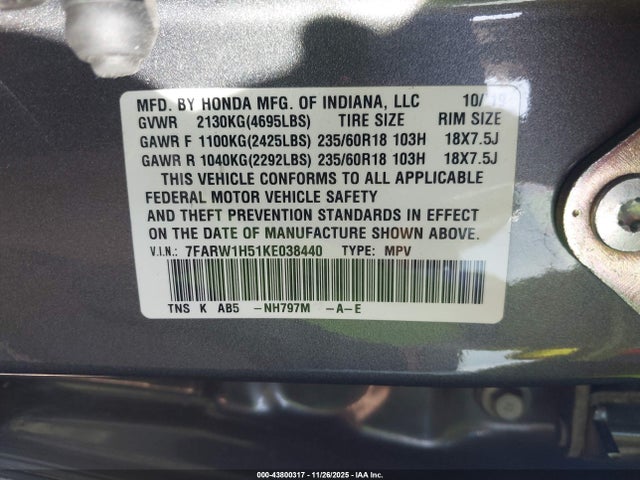 MFD. BY HONDA MFG. OF INDIANA, LLC 10/19
GVWR 2130KG(4695LBS) TIRE SIZE RIM SIZE
GAWR F 1100KG(2425LBS) 235/60R18 103H 18X7.5J
GAWR R 1040KG(2292LBS) 235/60R18 103H 18X7.5J
THIS VEHICLE CONFORMS TO ALL APPLICABLE
FEDERAL MOTOR VEHICLE SAFETY
AND THEFT PREVENTION STANDARDS IN EFFECT
ON THE DATE OF MANUFACTURE SHOWN ABOVE.
V.I.N.: 7FARW1H51KE038440 TYPE: MPV
TNS K AB5 -NH797M -A-E
000-43800317 - 11/26/2025 - IAA Inc.